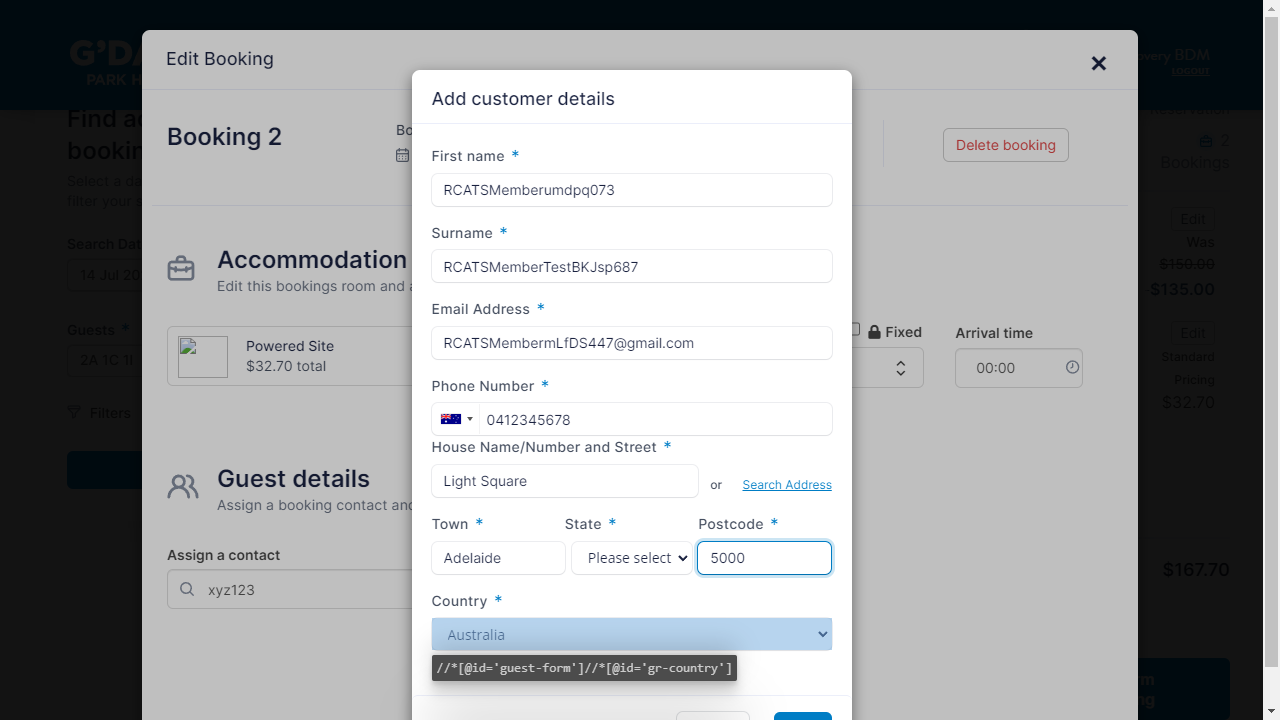 G'DA
PARK H
Edit Booking
overy BDM
LOGOUT
Add customer details
Find a
bookin
Select a da
filter your s
Booking 2
Bo
Delete booking
2
Bookings
First name *
RCATSMemberumdpq073
Surname *
RCATSMemberTestBKJsp687
Email Address *
RCATSMembermLfDS447@gmail.com
Phone Number *
0412345678
House Name/Number and Street *
Light Square
or
Search Address
Town *
State *
Postcode *
Adelaide
Please select
5000
Country *
Australia
//*[@id='guest-form']//*[@id='gr-country']
Search Dat
14 Jul 20
Guests *
2A 1C 1I
Filters
Accommodation
Edit this bookings room and a
Powered Site
$32.70 total
Fixed
Arrival time
00:00
Guest details
Assign a booking contact and
Assign a contact
xyz123
Edit
Was
$150.00
$135.00
Edit
Standard
Pricing
$32.70
$167.70